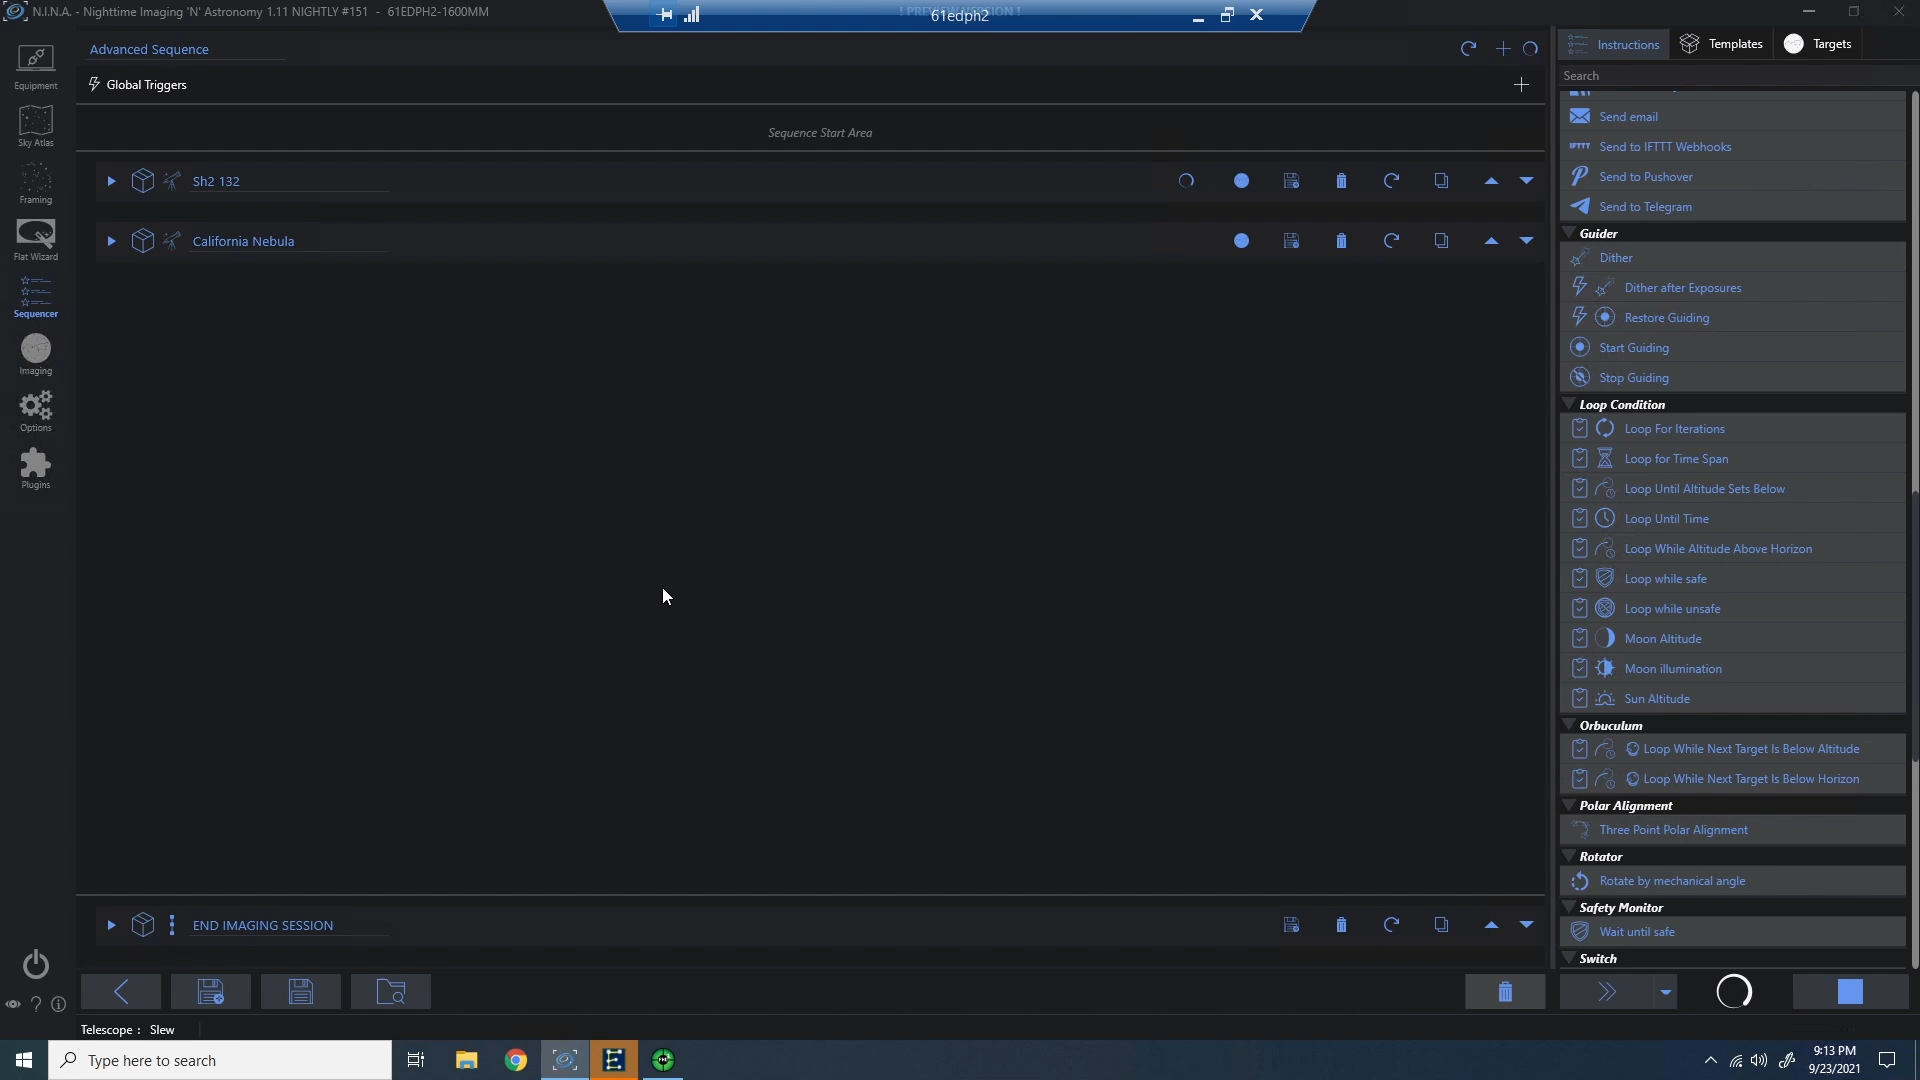 N.I.N.A. - Nighttime Imaging 'N' Astronomy 1.11 NIGHTLY #151 - 61EDPH2-1600MM
61edph2
Equipment
Sky Atlas
Framing
Flat Wizard
Sequencer
Imaging
Options
Plugins
Advanced Sequence
Global Triggers
Sequence Start Area
Sh2 132
California Nebula
END IMAGING SESSION
Telescope : Slew
Instructions
Templates
Targets
Search
Send email
IFTTT Send to IFTTT Webhooks
Send to Pushover
Send to Telegram
Guider
Dither
Dither after Exposures
Restore Guiding
Start Guiding
Stop Guiding
Loop Condition
Loop For Iterations
Loop for Time Span
Loop Until Altitude Sets Below
Loop Until Time
Loop While Altitude Above Horizon
Loop while safe
Loop while unsafe
Moon Altitude
Moon illumination
Sun Altitude
Orbuculum
Loop While Next Target Is Below Altitude
Loop While Next Target Is Below Horizon
Polar Alignment
Three Point Polar Alignment
Rotator
Rotate by mechanical angle
Safety Monitor
Wait until safe
Switch
Type here to search
9:13 PM
9/23/2021